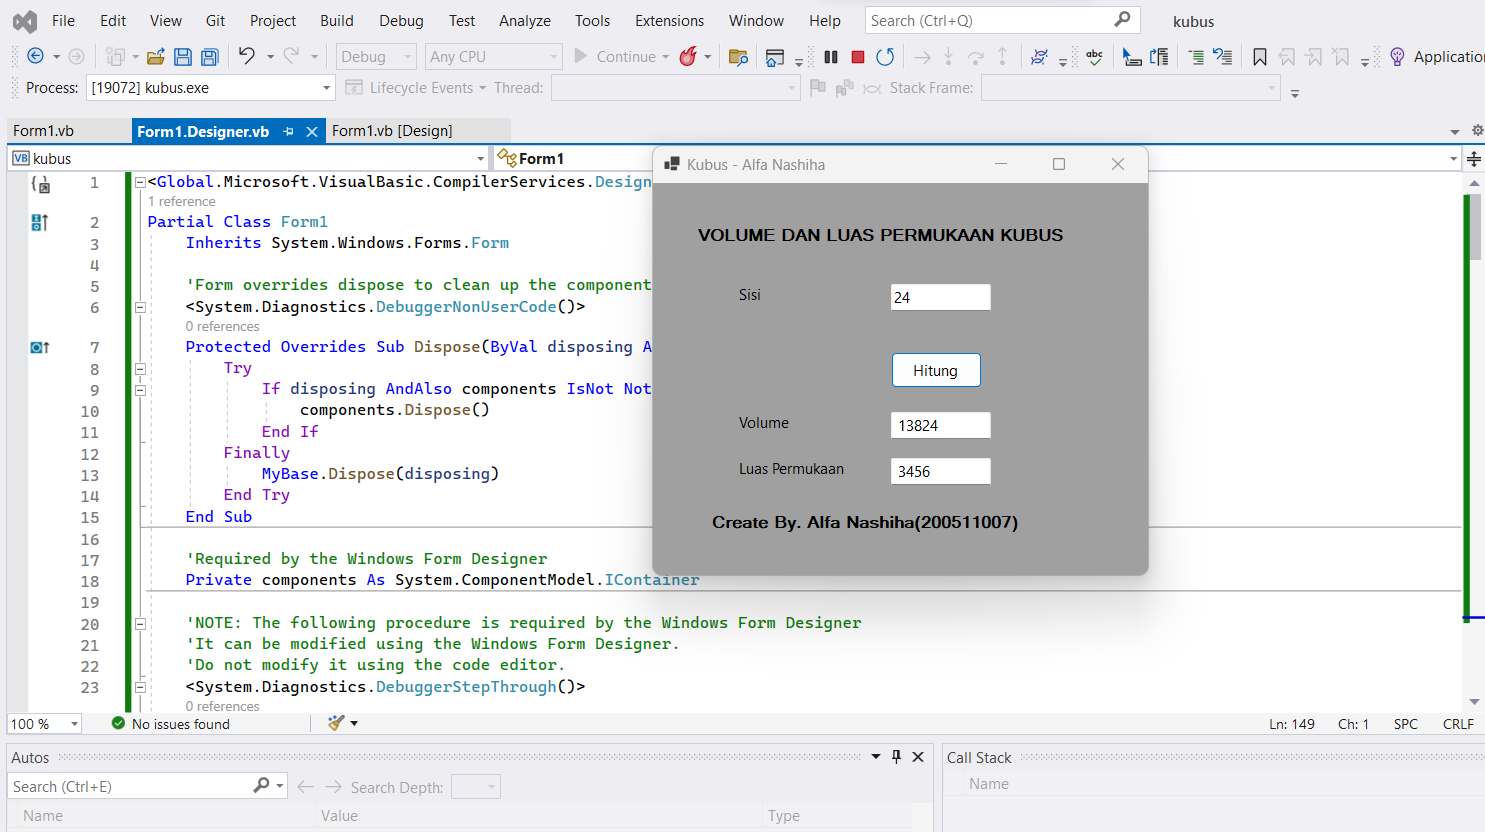 File Edit View Git Project Build Debug Test Analyze Tools Extensions Window Help Search (Ctrl+Q) kubus
Debug Any CPU Continue abc
Process: [19072] kubus.exe Lifecycle Events Thread: Stack Frame:
Form1.vb Form1.Designer.vb Form1.vb [Design]
VB kubus Form1
1 <Global.Microsoft.VisualBasic.CompilerServices.Design
1 reference
2 Partial Class Form1
3 Inherits System.Windows.Forms.Form
4
5 'Form overrides dispose to clean up the component
6 <System.Diagnostics.DebuggerNonUserCode()>
0 references
7 Protected Overrides Sub Dispose(ByVal disposing A
8 Try
9 If disposing AndAlso components IsNot Not
10 components.Dispose()
11 End If
12 Finally
13 MyBase.Dispose(disposing)
14 End Try
15 End Sub
16
17 'Required by the Windows Form Designer
18 Private components As System.ComponentModel.IContainer
19
20 'NOTE: The following procedure is required by the Windows Form Designer
21 'It can be modified using the Windows Form Designer.
22 'Do not modify it using the code editor.
23 <System.Diagnostics.DebuggerStepThrough()>
0 references
Kubus - Alfa Nashiha
VOLUME DAN LUAS PERMUKAAN KUBUS
Sisi 24
Hitung
Volume 13824
Luas Permukaan 3456
Create By. Alfa Nashiha(200511007)
100 % No issues found Ln: 149 Ch: 1 SPC CRLF
Autos
Search (Ctrl+E) Search Depth:
Name Value Type
Call Stack
Name